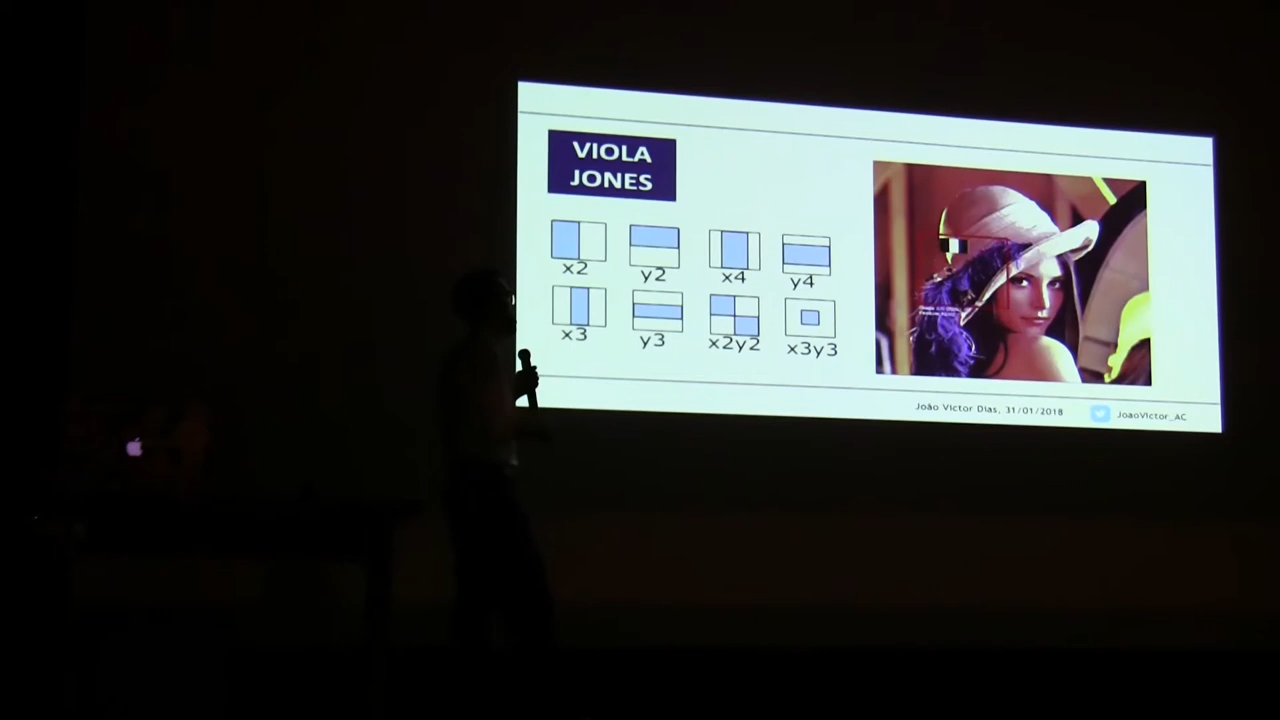 VIOLA
JONES
x2 y2 x4 y4
x3 y3 x2y2 x3y3
João Victor Dias, 31/01/2018 JoaoVictor_AC